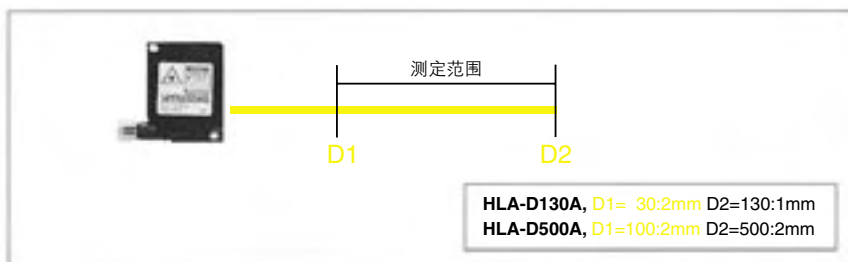 测定范围
D1 D2
HLA-D130A, D1= 30:2mm D2=130:1mm
HLA-D500A, D1=100:2mm D2=500:2mm